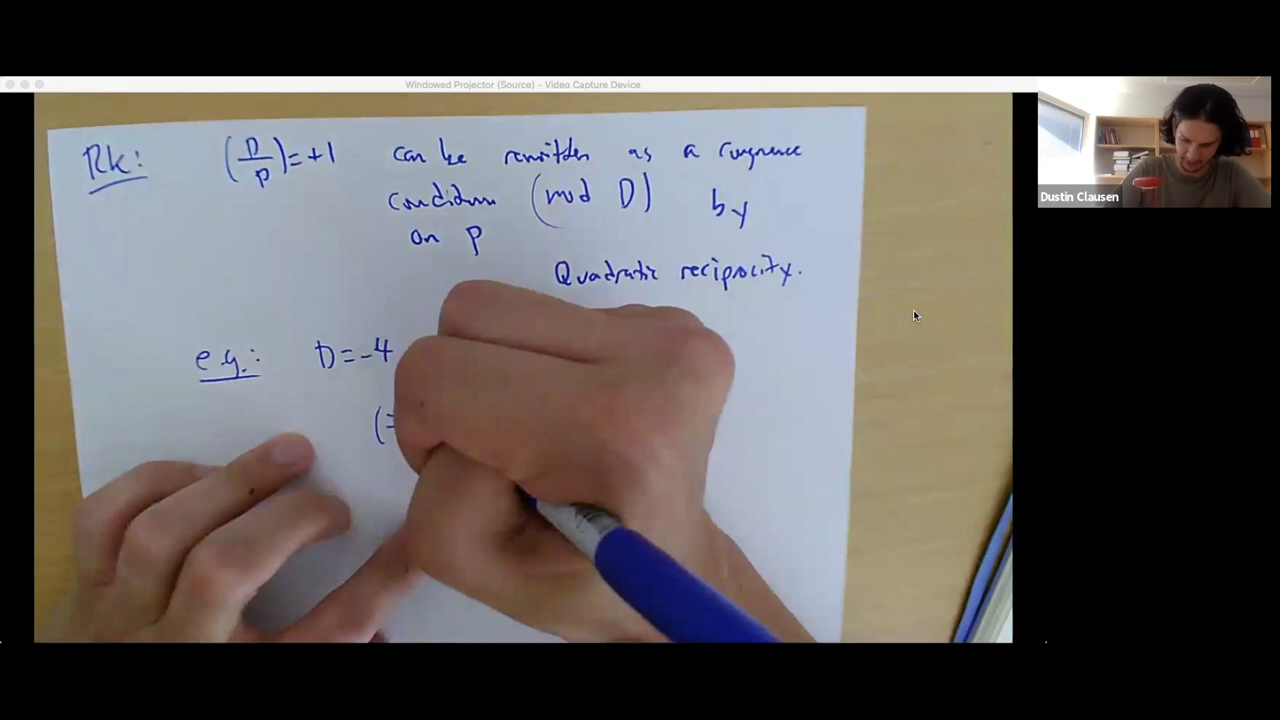 Windowed Projector (Source) - Video Capture Device
Rk: (D/p)=+1 can be rewritten as a congruence
condition (mod D) by
on p
Quadratic reciprocity.
e.g.: D=-4
Dustin Clausen